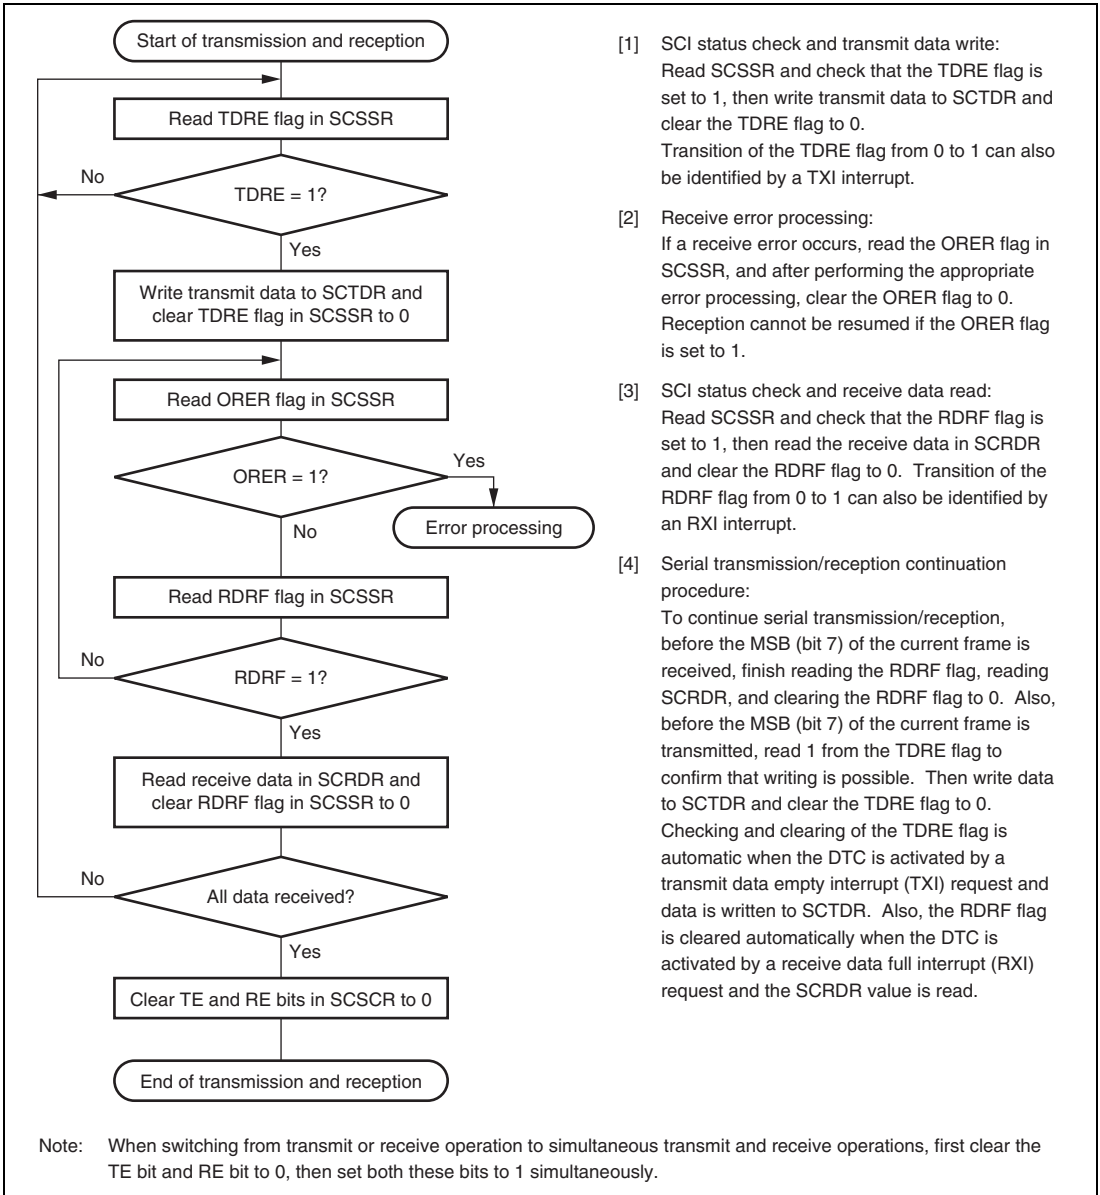 Start of transmission and reception
Read TDRE flag in SCSSR
No
TDRE = 1?
Yes
Write transmit data to SCTDR and
clear TDRE flag in SCSSR to 0
Read ORER flag in SCSSR
Yes
ORER = 1?
Error processing
No
Read RDRF flag in SCSSR
No
RDRF = 1?
Yes
Read receive data in SCRDR and
clear RDRF flag in SCSSR to 0
No
All data received?
Yes
Clear TE and RE bits in SCSCR to 0
End of transmission and reception
[1] SCI status check and transmit data write:
Read SCSSR and check that the TDRE flag is
set to 1, then write transmit data to SCTDR and
clear the TDRE flag to 0.
Transition of the TDRE flag from 0 to 1 can also
be identified by a TXI interrupt.
[2] Receive error processing:
If a receive error occurs, read the ORER flag in
SCSSR, and after performing the appropriate
error processing, clear the ORER flag to 0.
Reception cannot be resumed if the ORER flag
is set to 1.
[3] SCI status check and receive data read:
Read SCSSR and check that the RDRF flag is
set to 1, then read the receive data in SCRDR
and clear the RDRF flag to 0. Transition of the
RDRF flag from 0 to 1 can also be identified by
an RXI interrupt.
[4] Serial transmission/reception continuation
procedure:
To continue serial transmission/reception,
before the MSB (bit 7) of the current frame is
received, finish reading the RDRF flag, reading
SCRDR, and clearing the RDRF flag to 0. Also,
before the MSB (bit 7) of the current frame is
transmitted, read 1 from the TDRE flag to
confirm that writing is possible. Then write data
to SCTDR and clear the TDRE flag to 0.
Checking and clearing of the TDRE flag is
automatic when the DTC is activated by a
transmit data empty interrupt (TXI) request and
data is written to SCTDR. Also, the RDRF flag
is cleared automatically when the DTC is
activated by a receive data full interrupt (RXI)
request and the SCRDR value is read.
Note: When switching from transmit or receive operation to simultaneous transmit and receive operations, first clear the
TE bit and RE bit to 0, then set both these bits to 1 simultaneously.